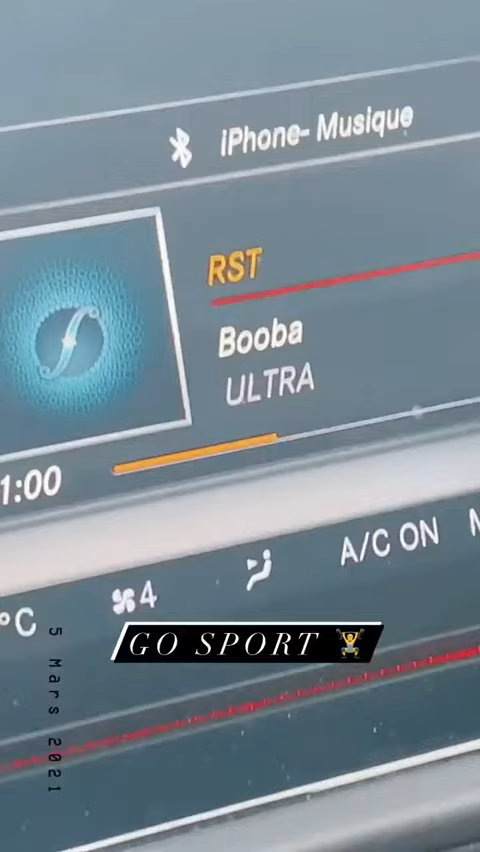 iPhone- Musique
RST
Booba
ULTRA
1:00
A/C ON
°C
4
GO SPORT 🏋
5 Mars 2021